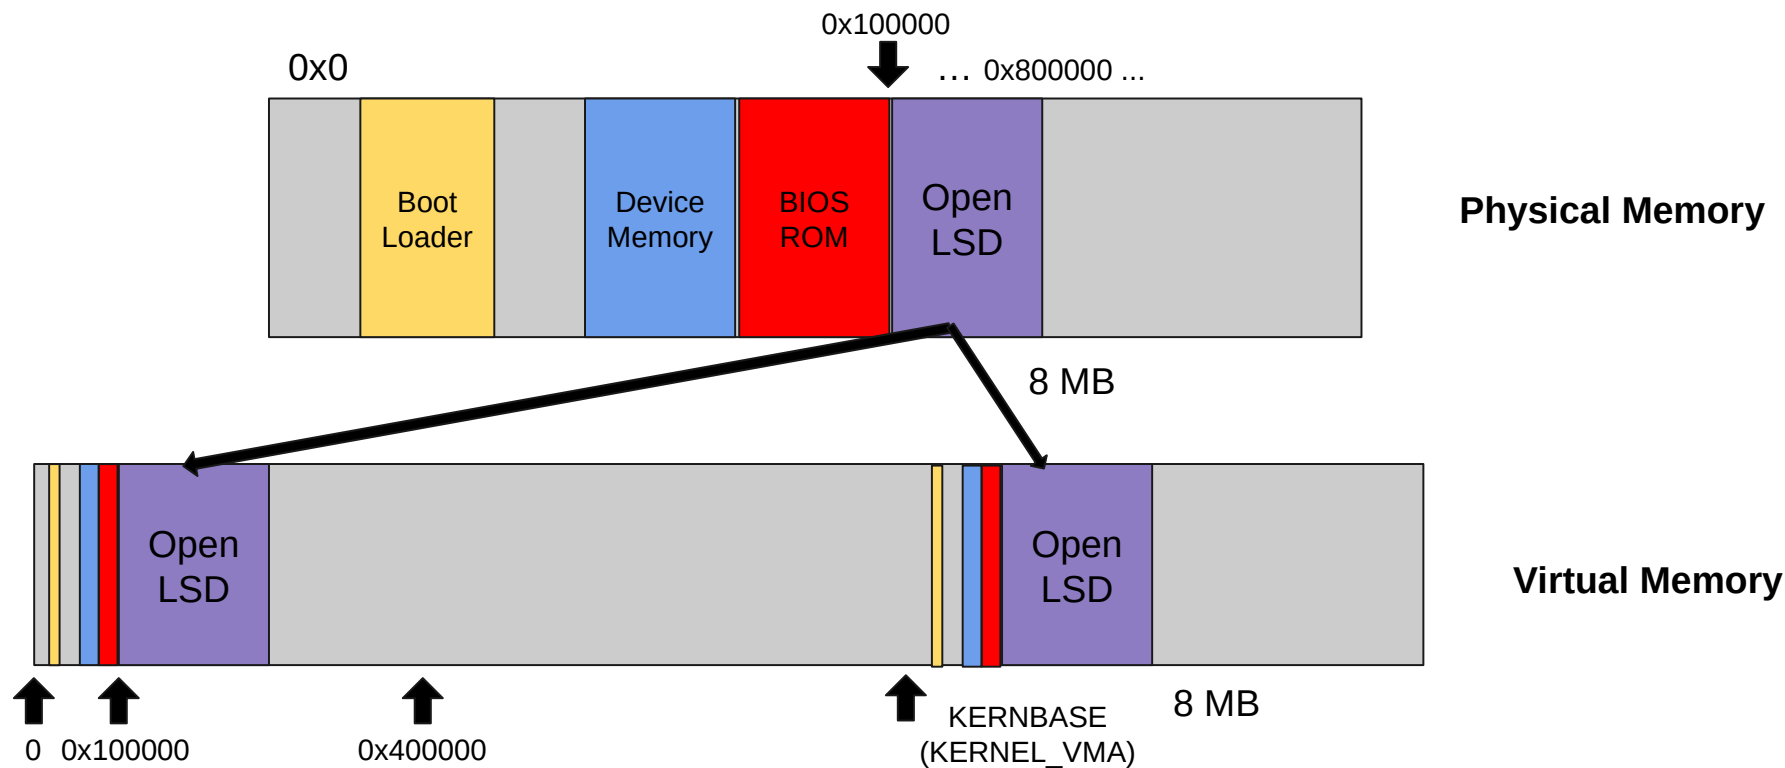 0x100000
0x0
... 0x800000 ...
Boot
Loader
Device
Memory
BIOS
ROM
Open
LSD
Physical Memory
8 MB
Open
LSD
Open
LSD
Virtual Memory
0
0x100000
0x400000
KERNBASE
(KERNEL_VMA)
8 MB